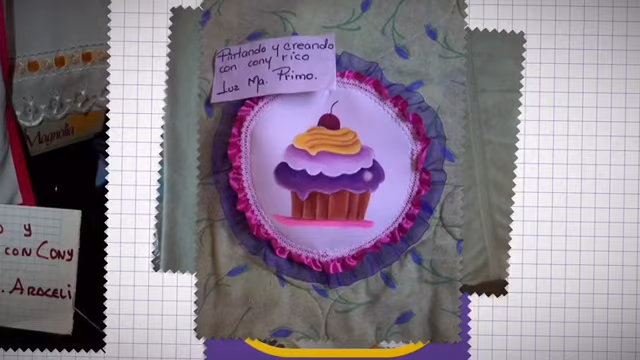 Magnolia
o y
con Cony
. Araceli
Pintando y creando
con cony rico
Luz Ma. Primo.